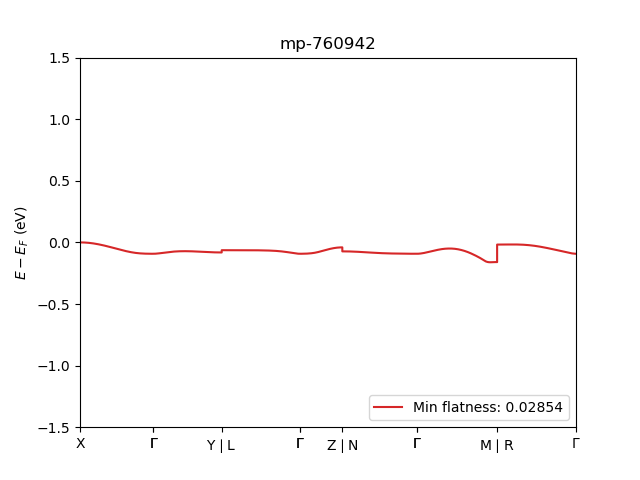 mp-760942
1.5
1.0
0.5
0.0
−0.5
−1.0
−1.5
E − E_F (eV)
Min flatness: 0.02854
X Γ Y | L Γ Z | N Γ M | R Γ